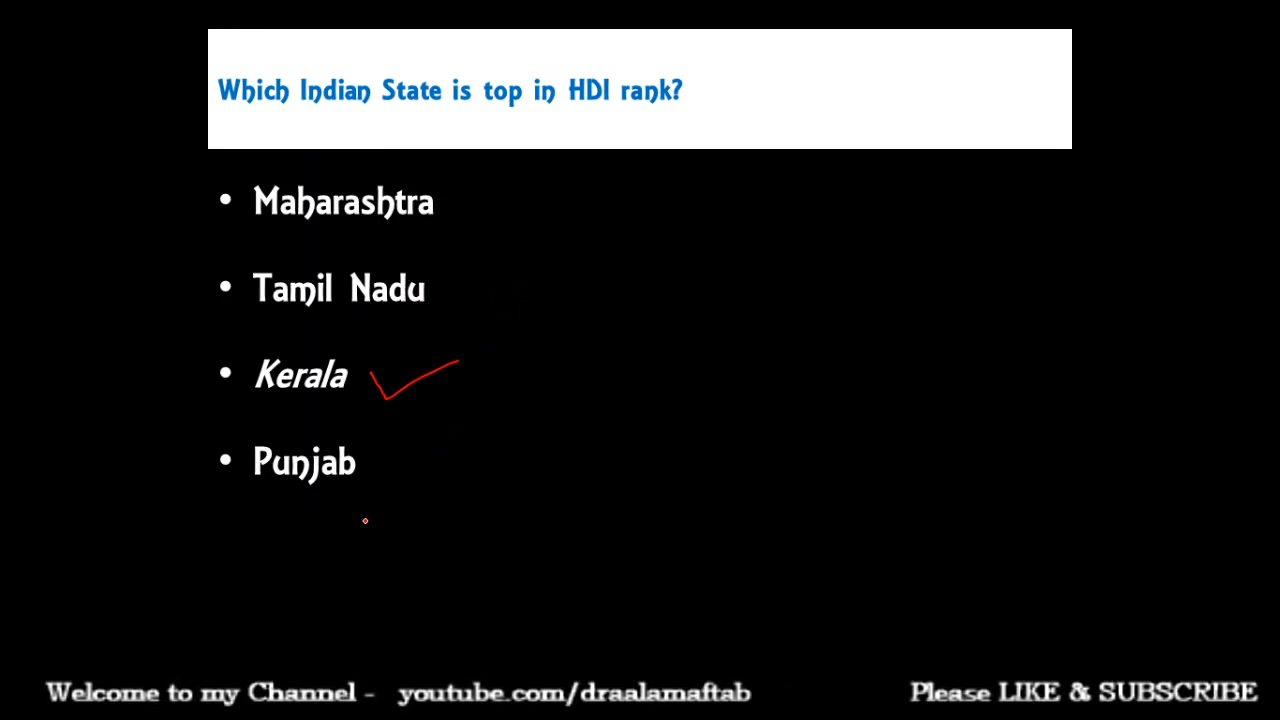 Which Indian State is top in HDI rank?
• Maharashtra
• Tamil Nadu
• Kerala
• Punjab
Welcome to my Channel - youtube.com/draalamaftab Please LIKE & SUBSCRIBE